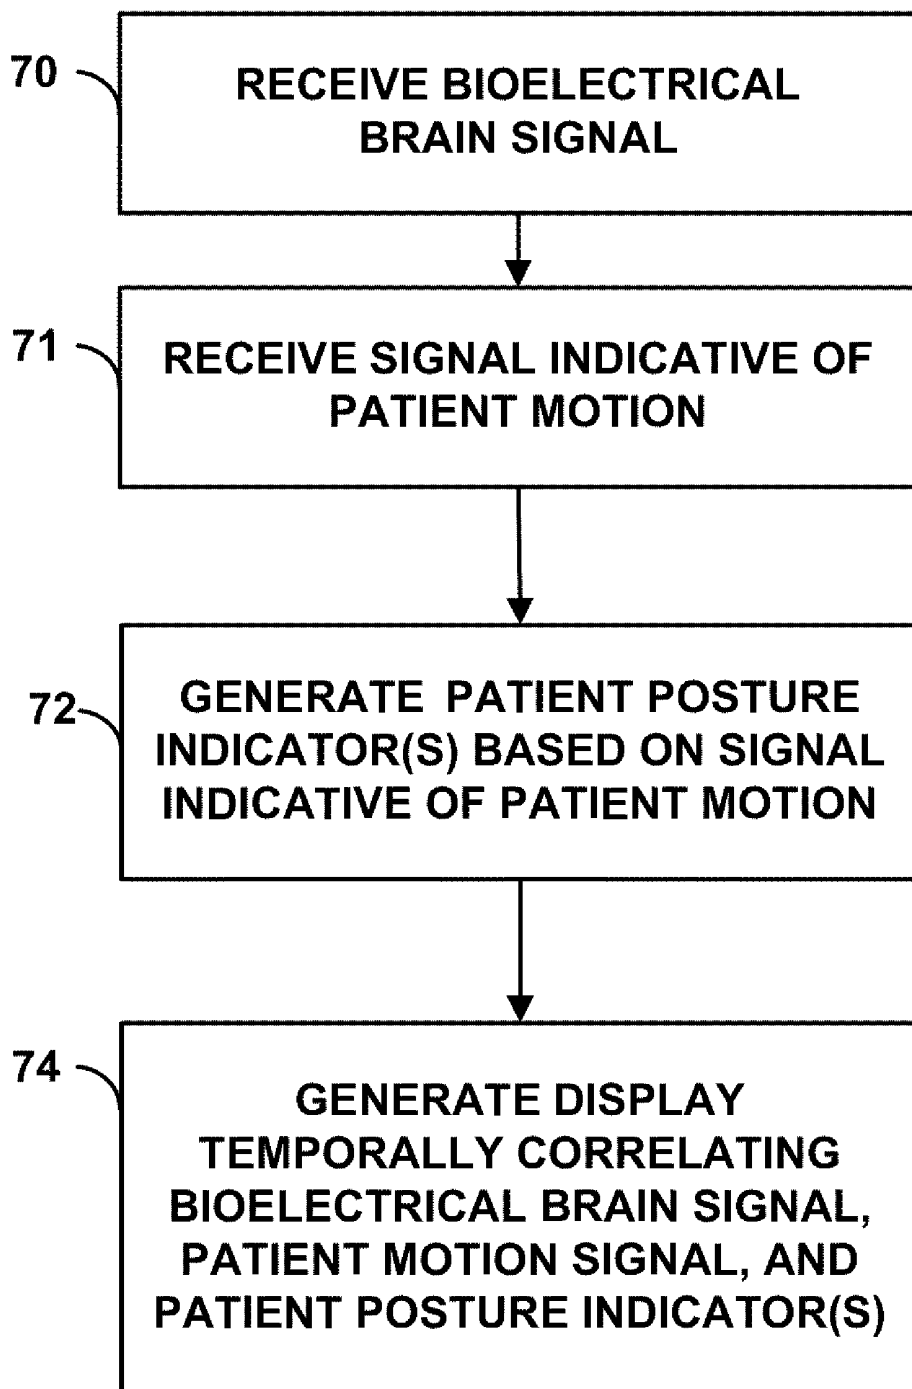 70
RECEIVE BIOELECTRICAL
BRAIN SIGNAL
71
RECEIVE SIGNAL INDICATIVE OF
PATIENT MOTION
72
GENERATE PATIENT POSTURE
INDICATOR(S) BASED ON SIGNAL
INDICATIVE OF PATIENT MOTION
74
GENERATE DISPLAY
TEMPORALLY CORRELATING
BIOELECTRICAL BRAIN SIGNAL,
PATIENT MOTION SIGNAL, AND
PATIENT POSTURE INDICATOR(S)